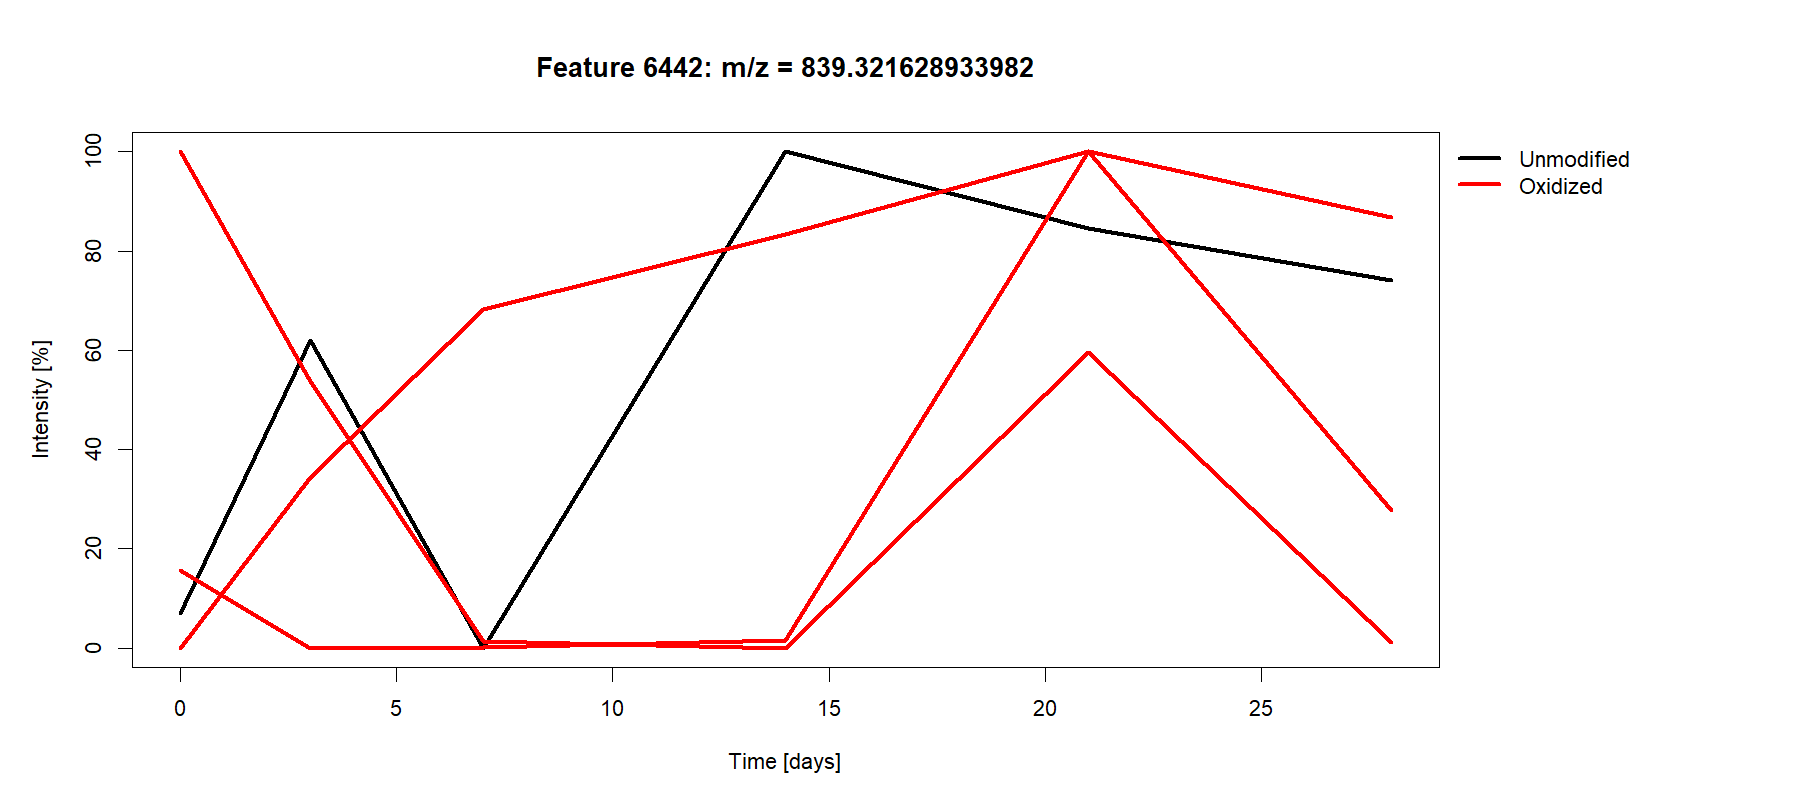 Feature 6442: m/z = 839.321628933982
Unmodified
Oxidized
Intensity [%]
100
80
60
40
20
0
0 5 10 15 20 25
Time [days]